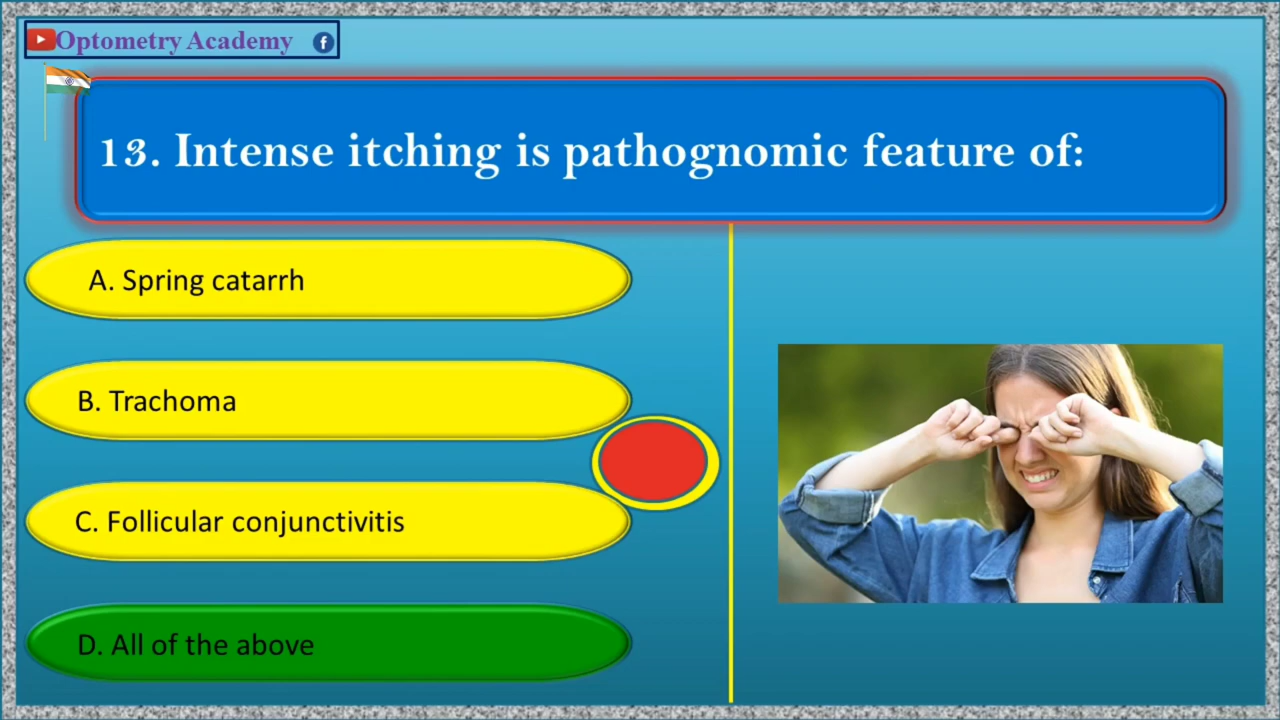 Optometry Academy
13. Intense itching is pathognomic feature of:
A. Spring catarrh
B. Trachoma
C. Follicular conjunctivitis
D. All of the above